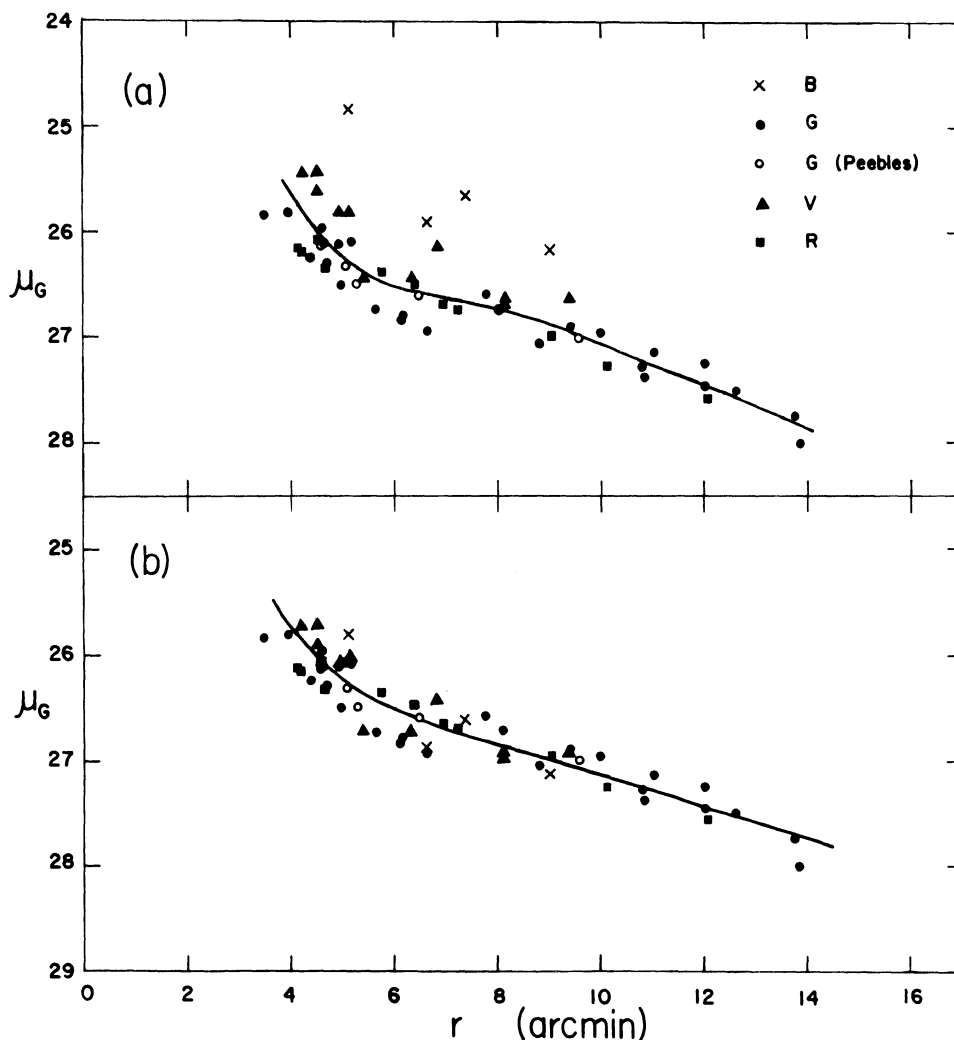 24
(a)
× B
● G
○ G (Peebles)
▲ V
■ R
25
26
μG
27
28
25
(b)
26
μG
27
28
29
0 2 4 6 8 10 12 14 16
r (arcmin)